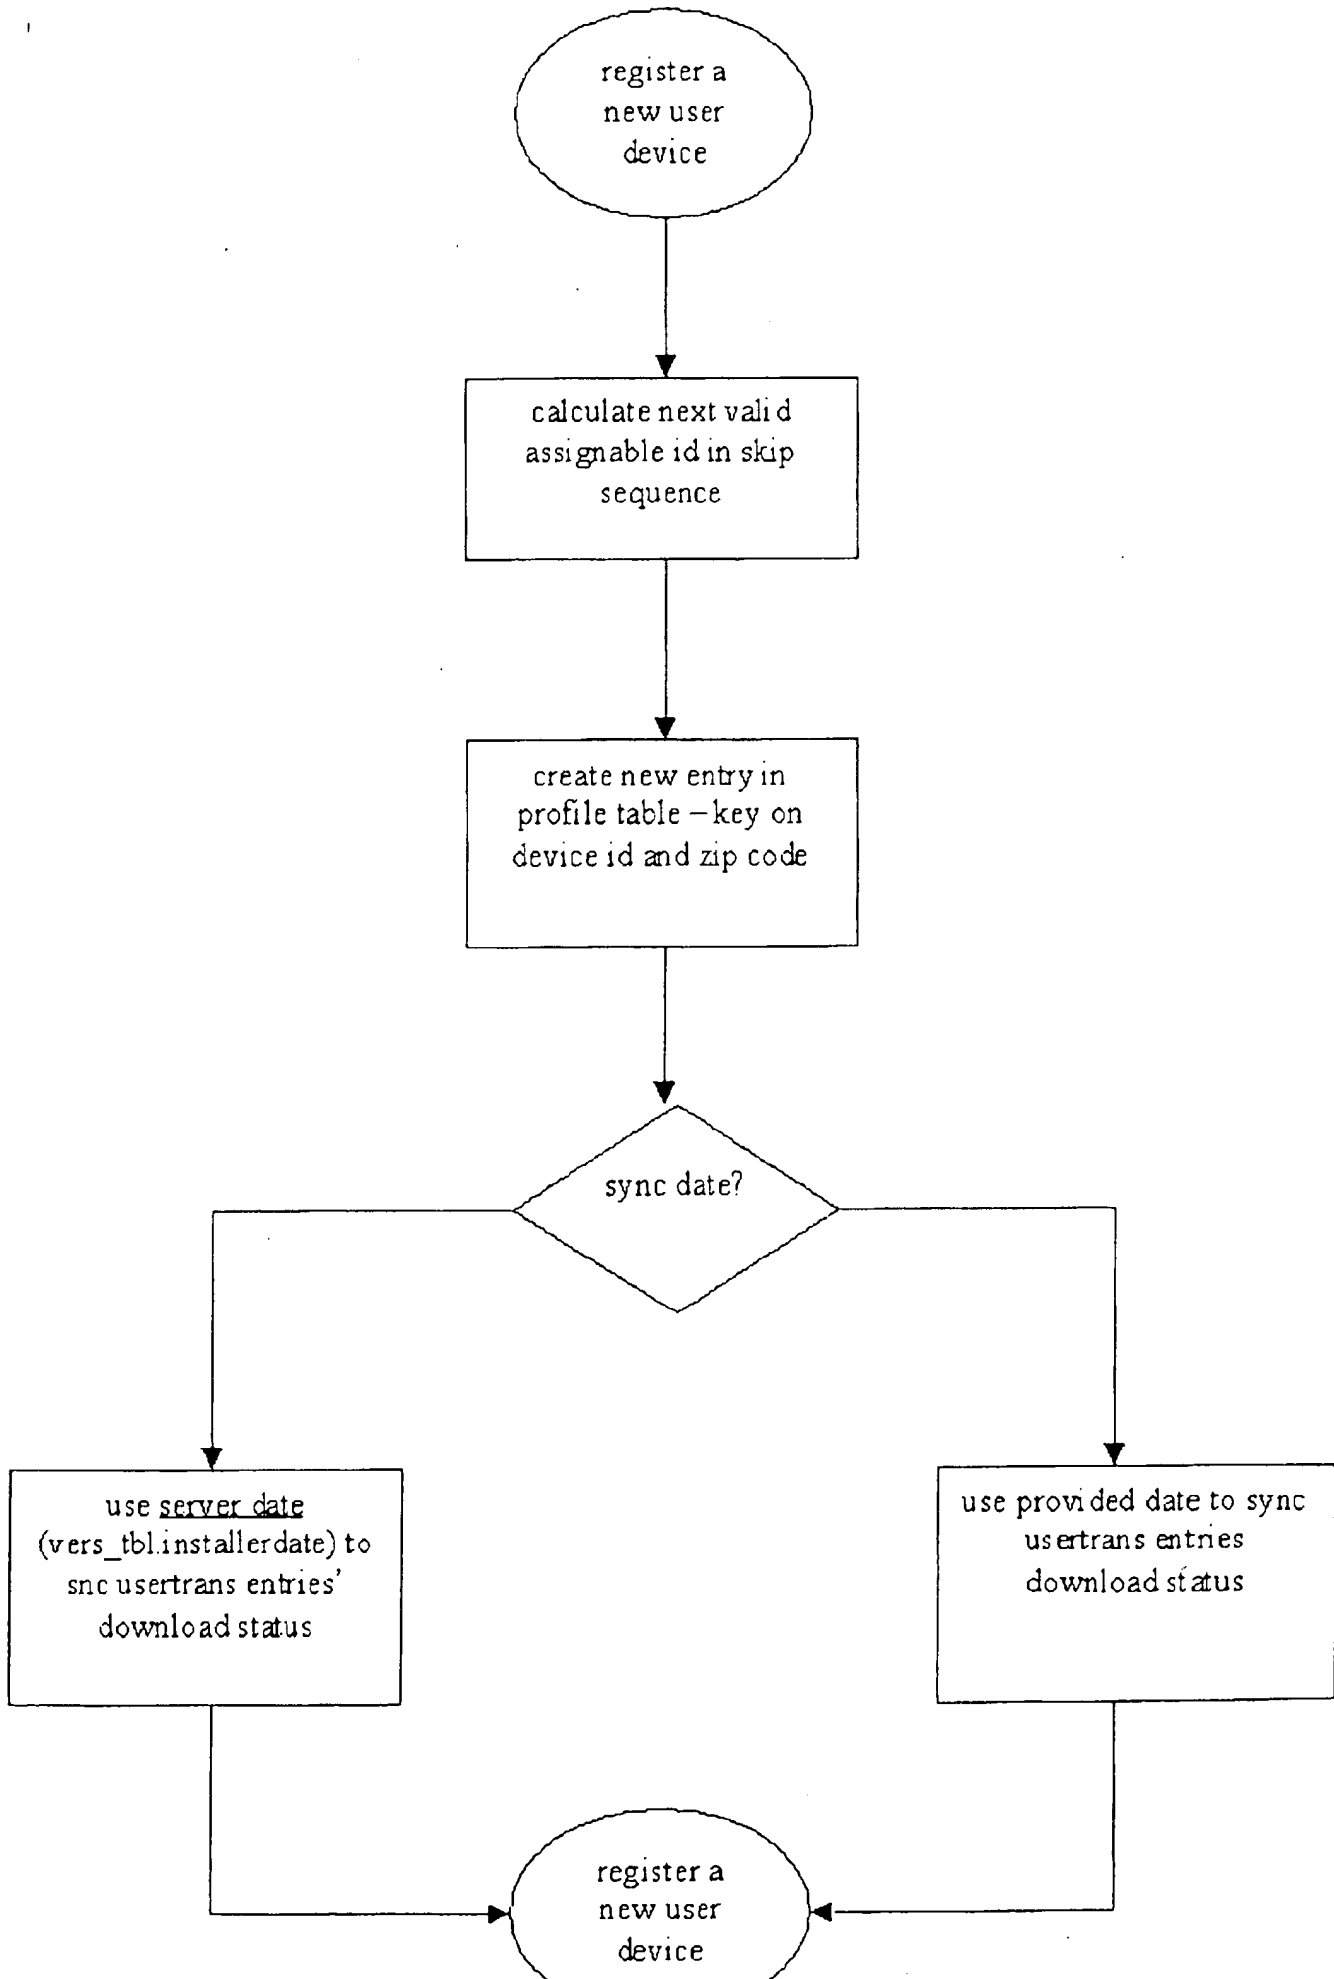 register a
new user
device
calculate next valid
assignable id in skip
sequence
create new entry in
profile table – key on
device id and zip code
sync date?
use server date
(vers_tbl.installerdate) to
snc usertrans entries'
download status
use provided date to sync
usertrans entries
download status
register a
new user
device